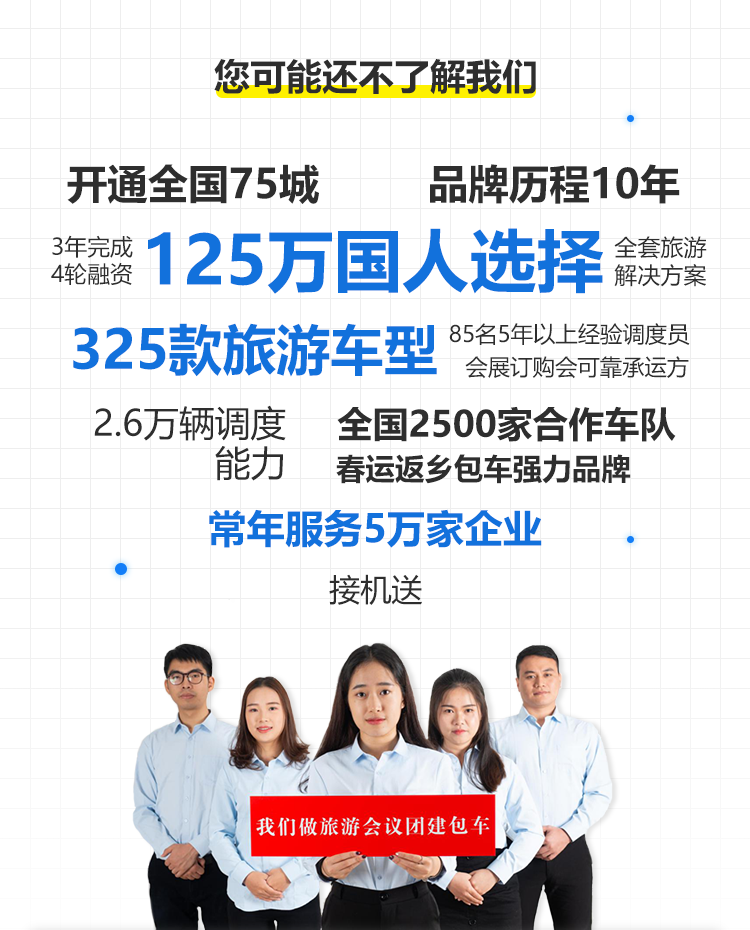 您可能还不了解我们
开通全国75城
品牌历程10年
3年完成
4轮融资
125万国人选择
全套旅游
解决方案
325款旅游车型
85名5年以上经验调度员
会展订购会可靠承运方
2.6万辆调度
能力
全国2500家合作车队
春运返乡包车强力品牌
常年服务5万家企业
接机送
我们做旅游会议团建包车